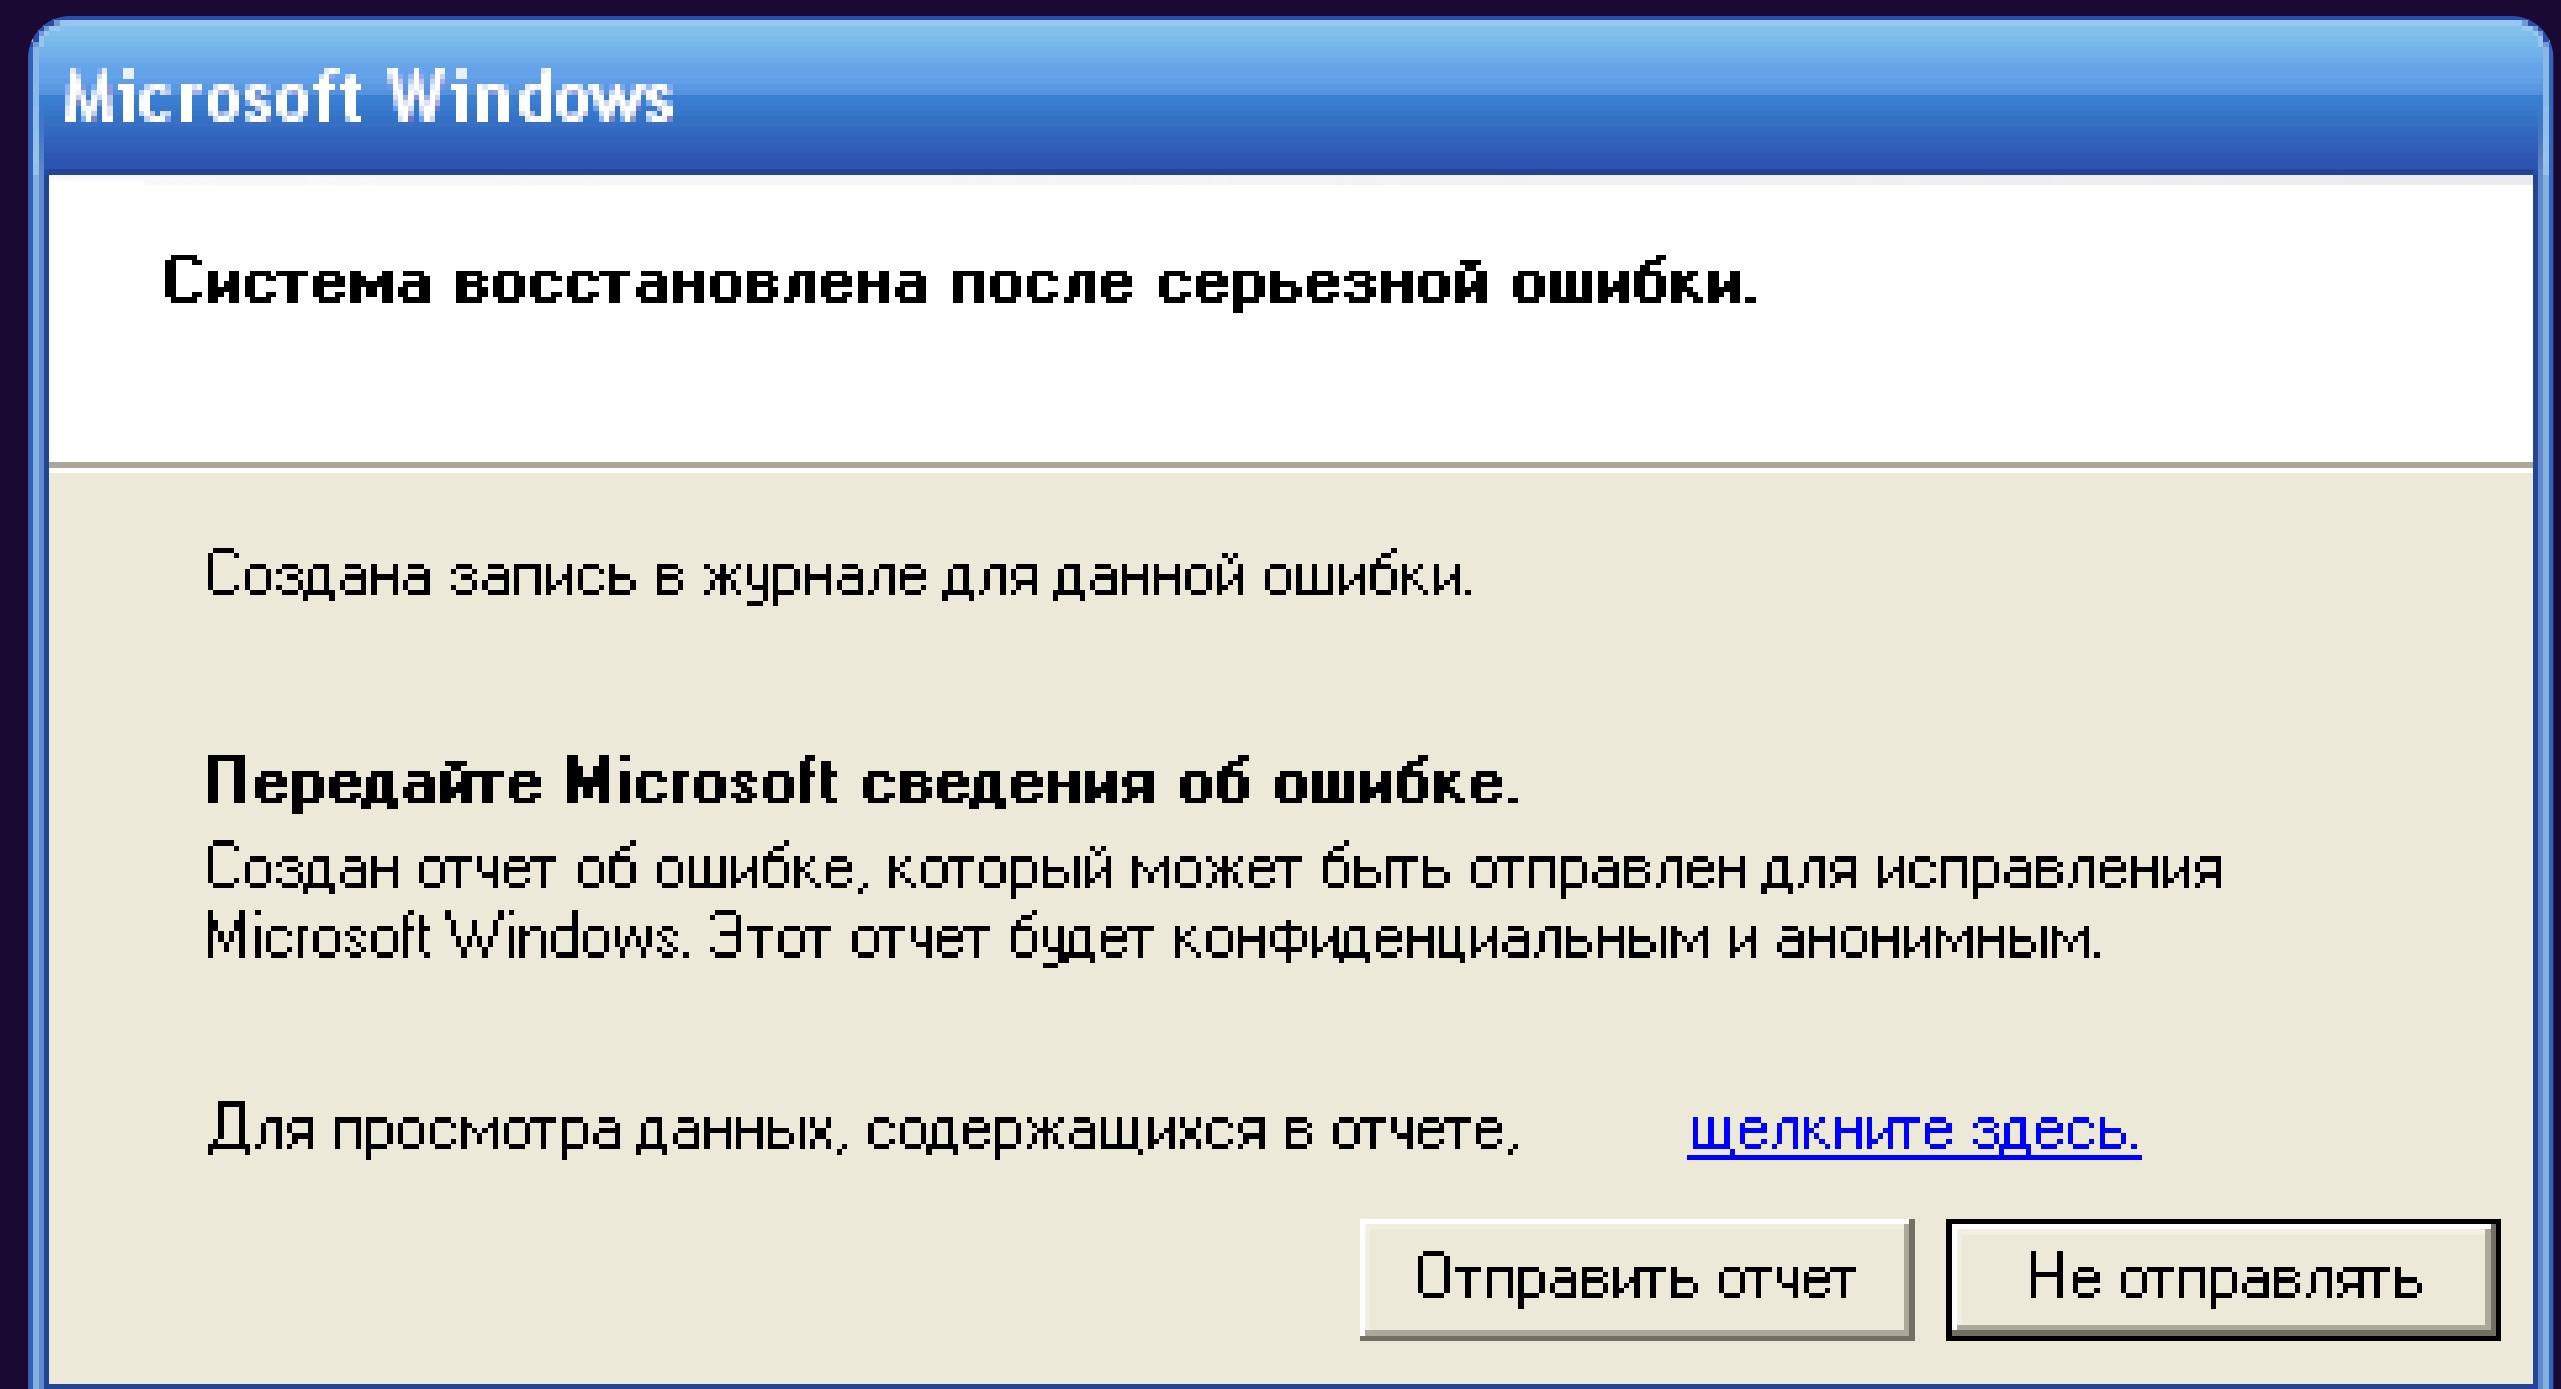 Microsoft Windows
Система восстановлена после серьезной ошибки.
Создана запись в журнале для данной ошибки.
Передайте Microsoft сведения об ошибке.
Создан отчет об ошибке, который может быть отправлен для исправления
Microsoft Windows. Этот отчет будет конфиденциальным и анонимным.
Для просмотра данных, содержащихся в отчете, щелкните здесь.
Отправить отчет Не отправлять